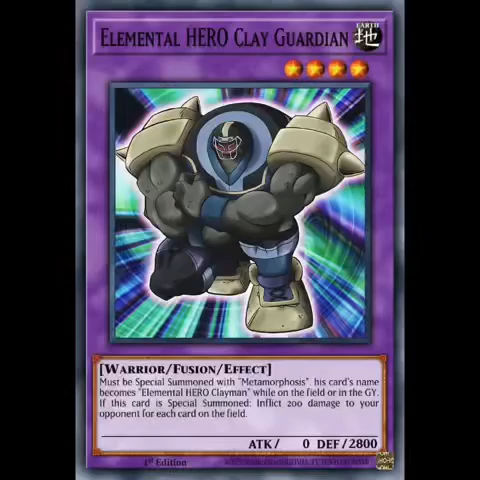 Elemental HERO Clay Guardian
EARTH
地
[Warrior/Fusion/Effect]
Must be Special Summoned with "Metamorphosis". his card's name
becomes "Elemental HERO Clayman" while on the field or in the GY.
If this card is Special Summoned: Inflict 200 damage to your
opponent for each card on the field.
ATK/ 0 DEF/2800
1st Edition